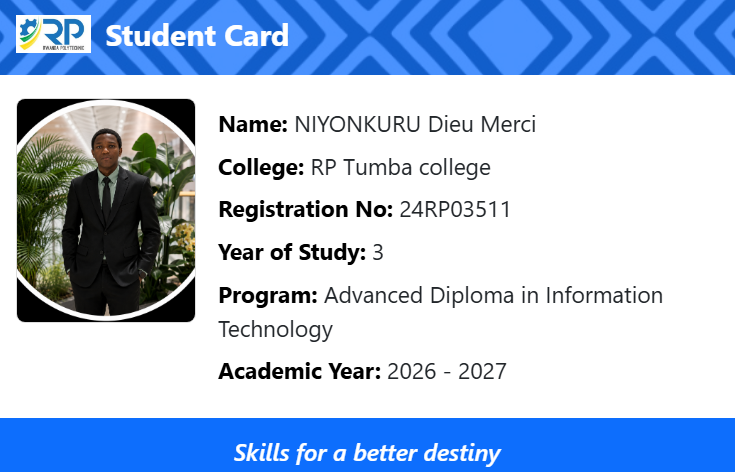 RP
RWANDA POLYTECHNIC
Student Card
Name: NIYONKURU Dieu Merci
College: RP Tumba college
Registration No: 24RP03511
Year of Study: 3
Program: Advanced Diploma in Information
Technology
Academic Year: 2026 - 2027
Skills for a better destiny